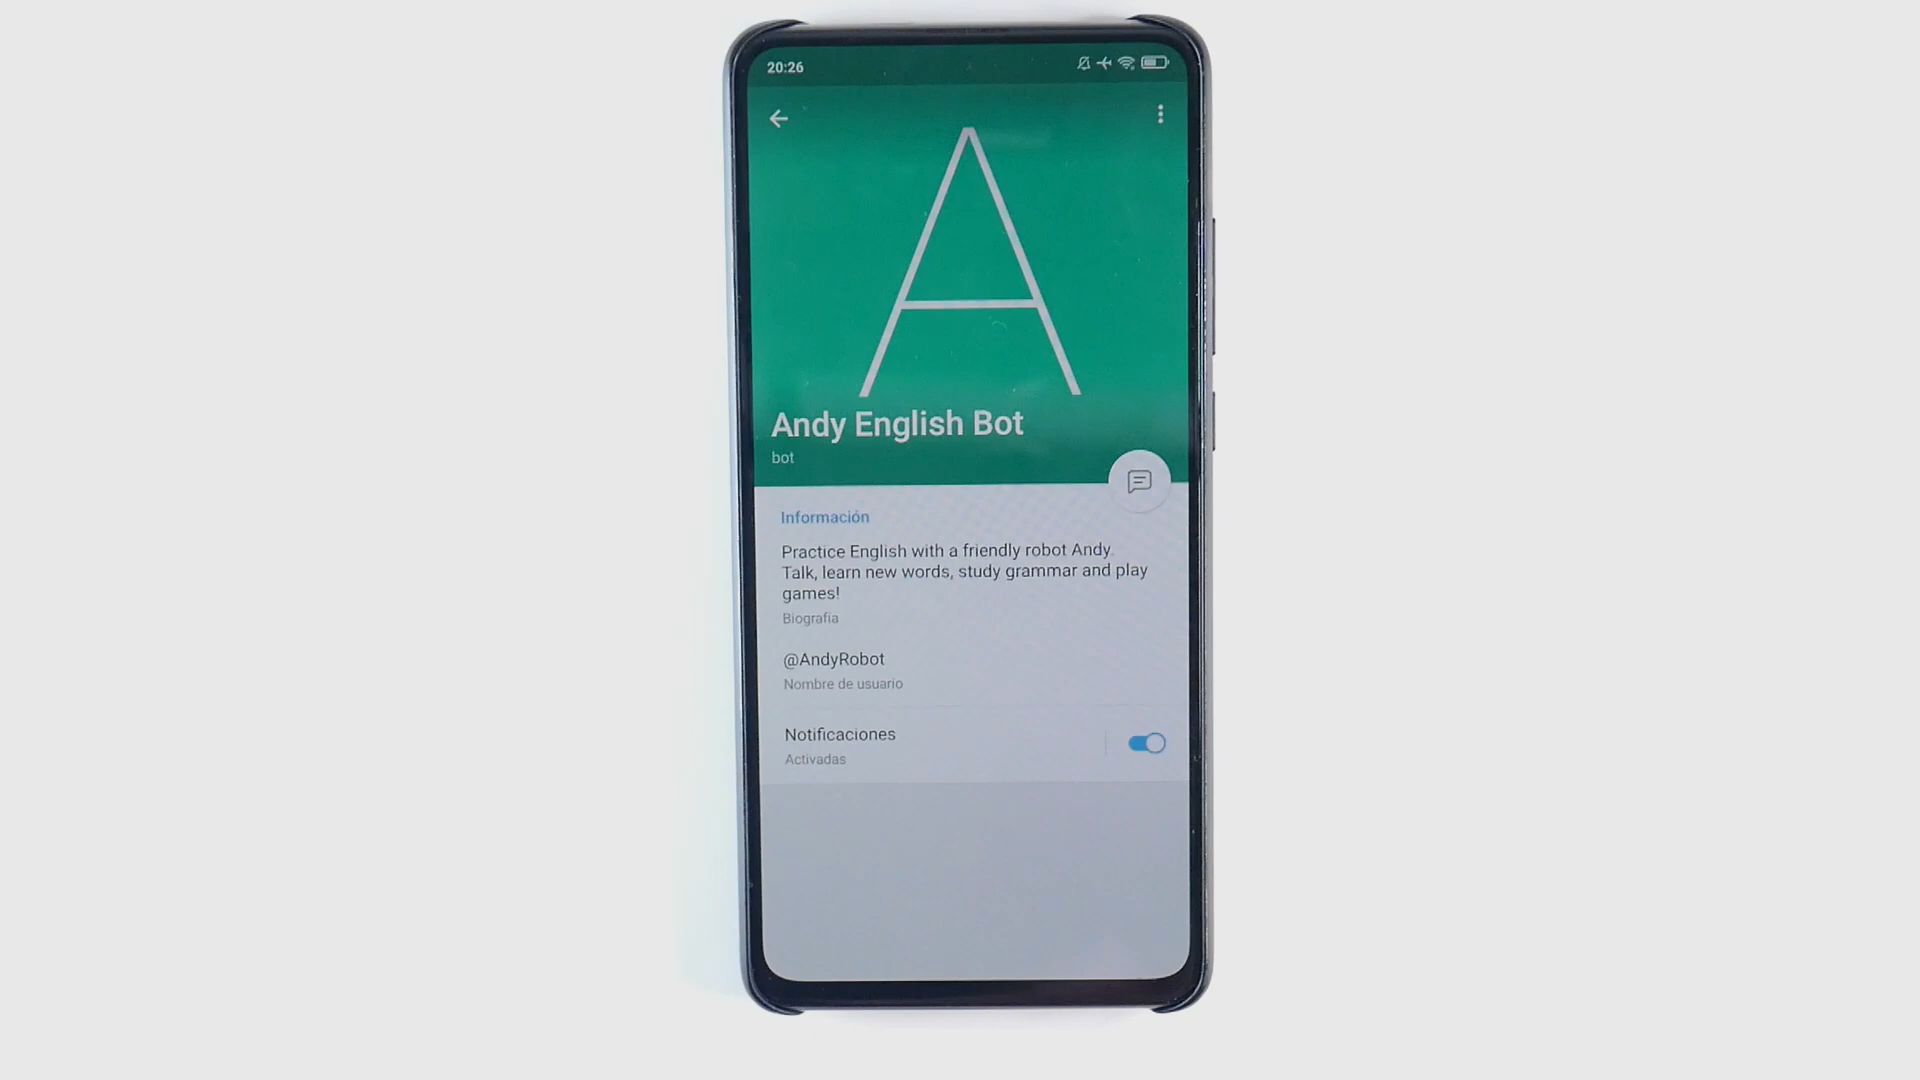 20:26
A
Andy English Bot
bot
Información
Practice English with a friendly robot Andy.
Talk, learn new words, study grammar and play
games!
Biografía
@AndyRobot
Nombre de usuario
Notificaciones
Activadas